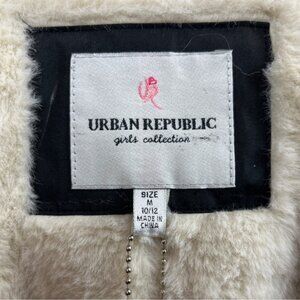 URBAN REPUBLIC
girls collection
SIZE
M
10/12
MADE IN
CHINA